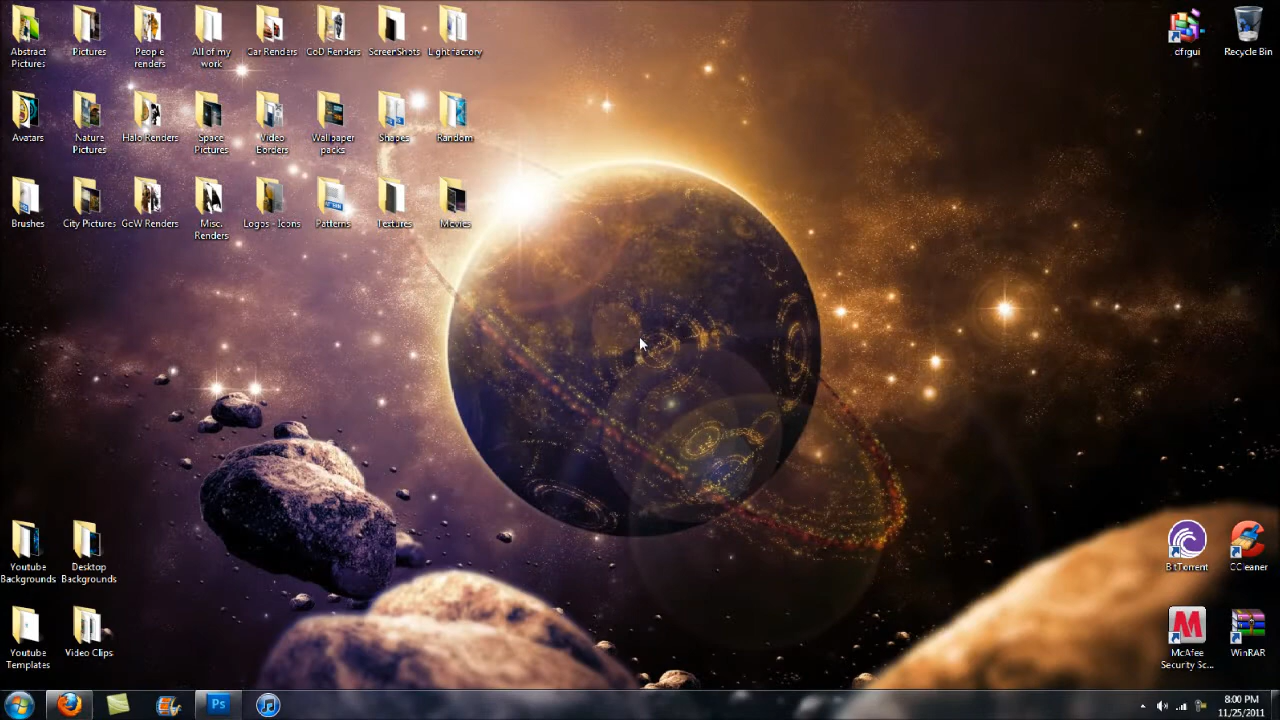 Abstract
Pictures
Pictures
People
renders
All of my
work
Car Renders
CoD Renders
ScreenShots
Light factory
cfrgui
Recycle Bin
Avatars
Nature
Pictures
Halo Renders
Space
Pictures
Video
Borders
Wallpaper
packs
Shapes
Random
Brushes
City Pictures
GoW Renders
Misc.
Renders
Logos - Icons
Patterns
Textures
Movies
Youtube
Backgrounds
Desktop
Backgrounds
BitTorrent
CCleaner
Youtube
Templates
Video Clips
McAfee
Security Sc...
WinRAR
Ps
8:00 PM
11/25/2011